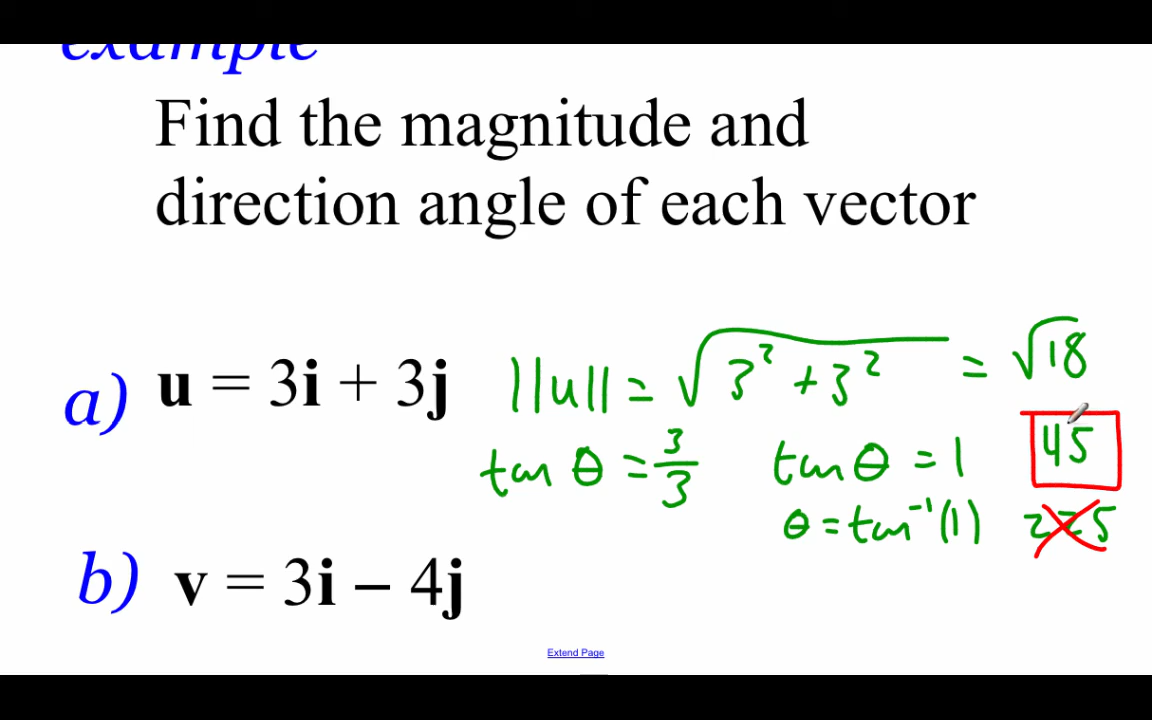 example
Find the magnitude and
direction angle of each vector
a) u = 3i + 3j ||u|| = √3² + 3² = √18
tan θ = 3/3 tan θ = 1 45
θ = tan⁻¹(1) 225
b) v = 3i – 4j
Extend Page